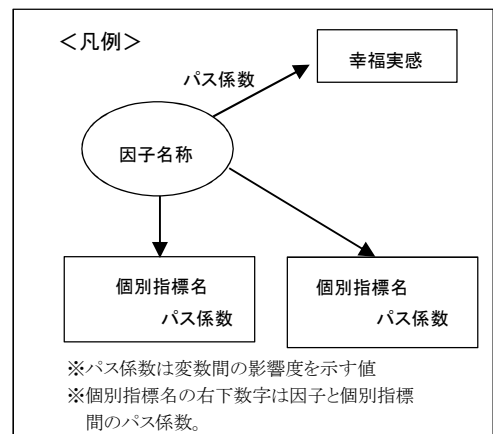 ＜凡例＞
幸福実感
パス係数
因子名称
個別指標名
パス係数
個別指標名
パス係数
※パス係数は変数間の影響度を示す値
※個別指標名の右下数字は因子と個別指標
間のパス係数。